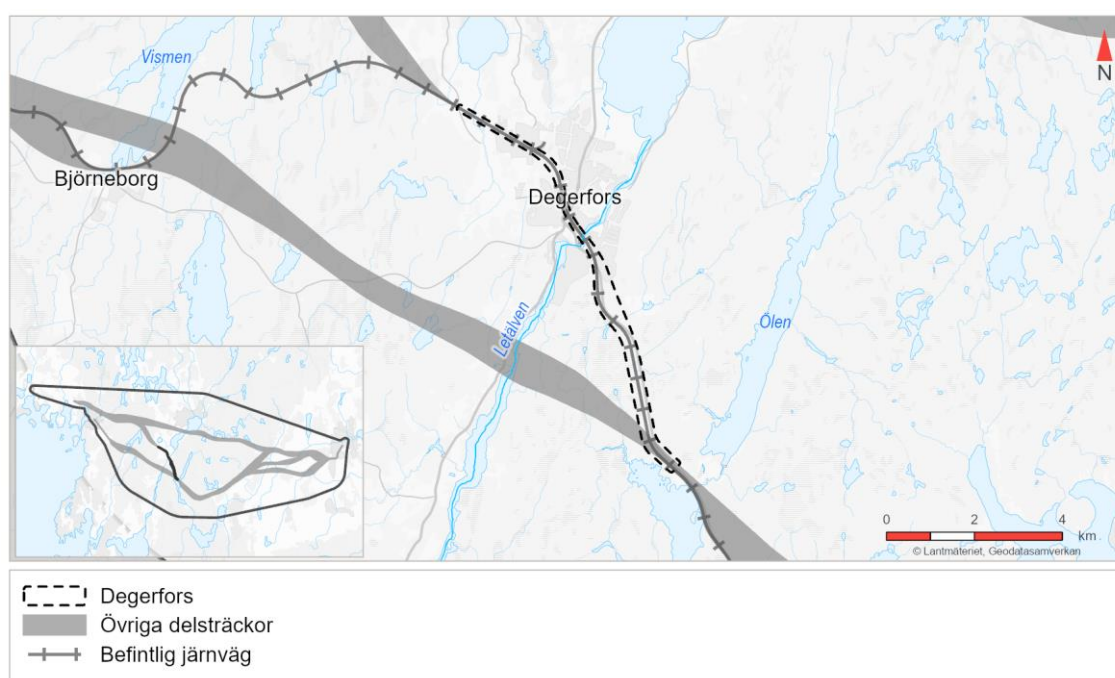 Vismen
N
Björneborg
Degerfors
Letälven
Ölen
0 2 4
km
© Lantmäteriet, Geodatasamverkan
Degerfors
Övriga delsträckor
Befintlig järnväg